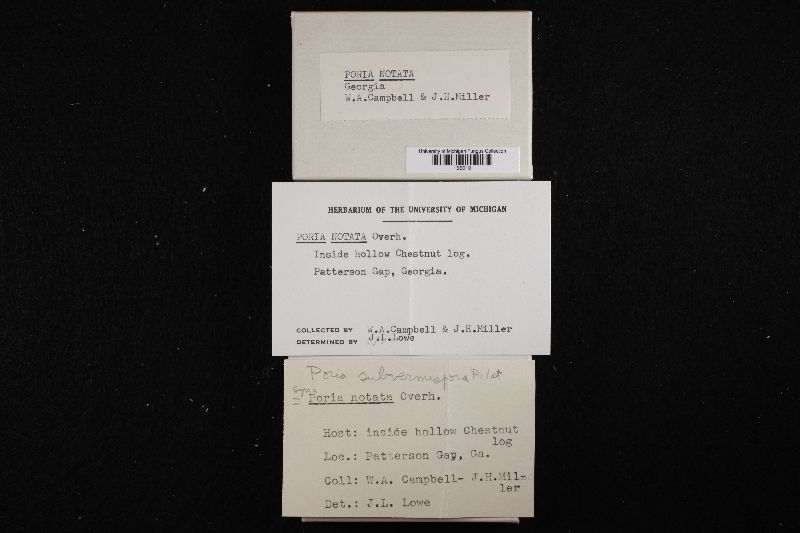 PORIA NOTATA
Georgia
W.A.Campbell & J.H.Miller
University of Michigan Fungus Collection
HERBARIUM OF THE UNIVERSITY OF MICHIGAN
PORIA NOTATA Overh.
Inside hollow Chestnut log.
Patterson Gap, Georgia.
COLLECTED BY W.A.Campbell & J.H.Miller
DETERMINED BY J.L.Lowe
Poria subvermispora Pilat
Syn.
= Poria notata Overh.
Host: inside hollow Chestnut
log
Loc.: Patterson Gap, Ga.
Coll: W.A. Campbell- J.H.Mil-
ler
Det.: J.L. Lowe